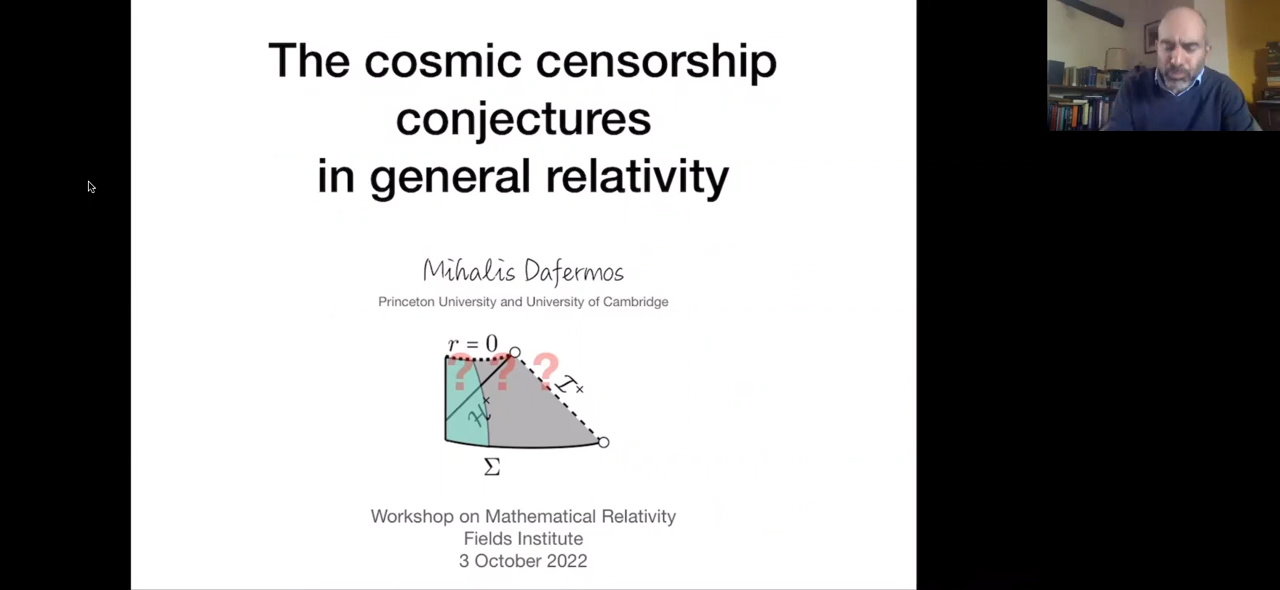 The cosmic censorship
conjectures
in general relativity
Mihalis Dafermos
Princeton University and University of Cambridge
r = 0
? ? ?
I⁺
H⁺
Σ
Workshop on Mathematical Relativity
Fields Institute
3 October 2022